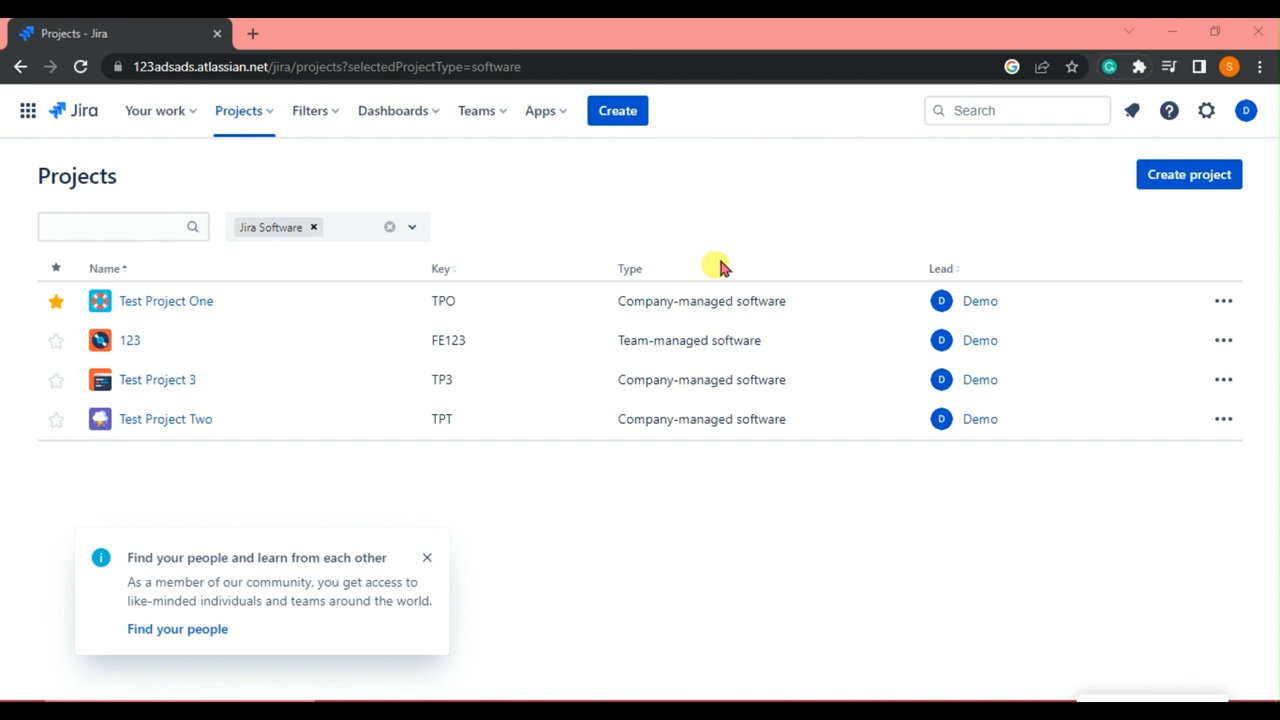 Projects - Jira
123adsads.atlassian.net/jira/projects?selectedProjectType=software
S
Jira Your work Projects Filters Dashboards Teams Apps Create Search D
Projects
Create project
Jira Software
Name Key Type Lead
Test Project One TPO Company-managed software D Demo
123 FE123 Team-managed software D Demo
Test Project 3 TP3 Company-managed software D Demo
Test Project Two TPT Company-managed software D Demo
Find your people and learn from each other
As a member of our community, you get access to
like-minded individuals and teams around the world.
Find your people